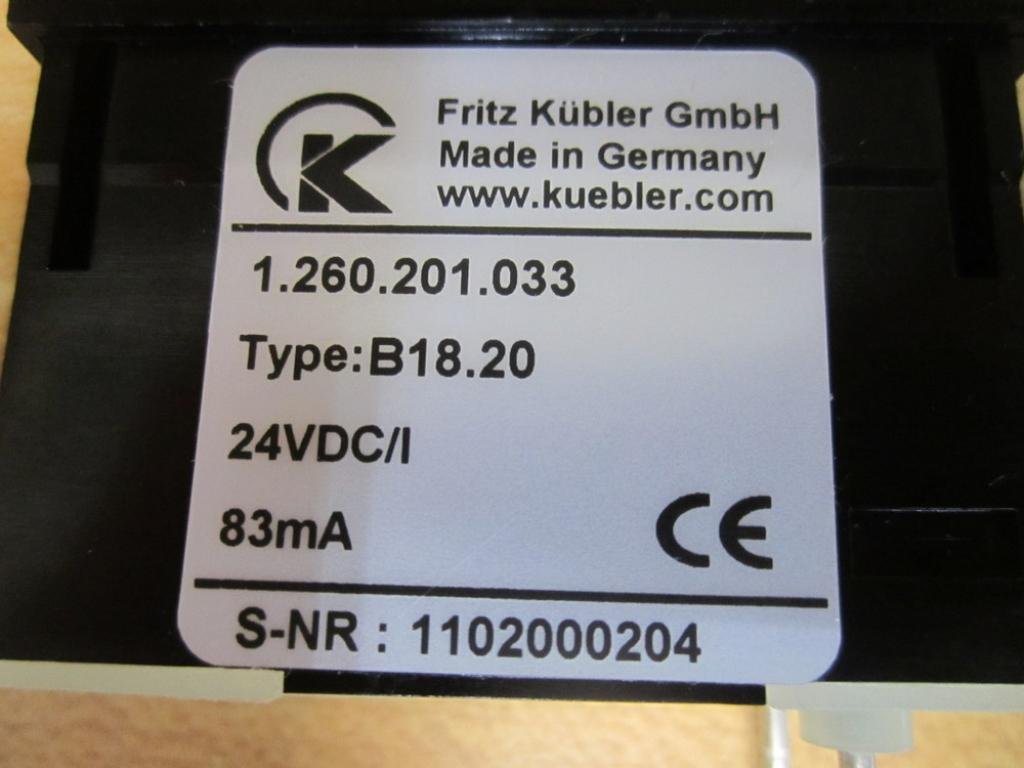 Fritz Kübler GmbH
Made in Germany
www.kuebler.com
K
1.260.201.033
Type:B18.20
24VDC/I
83mA
CE
S-NR : 1102000204